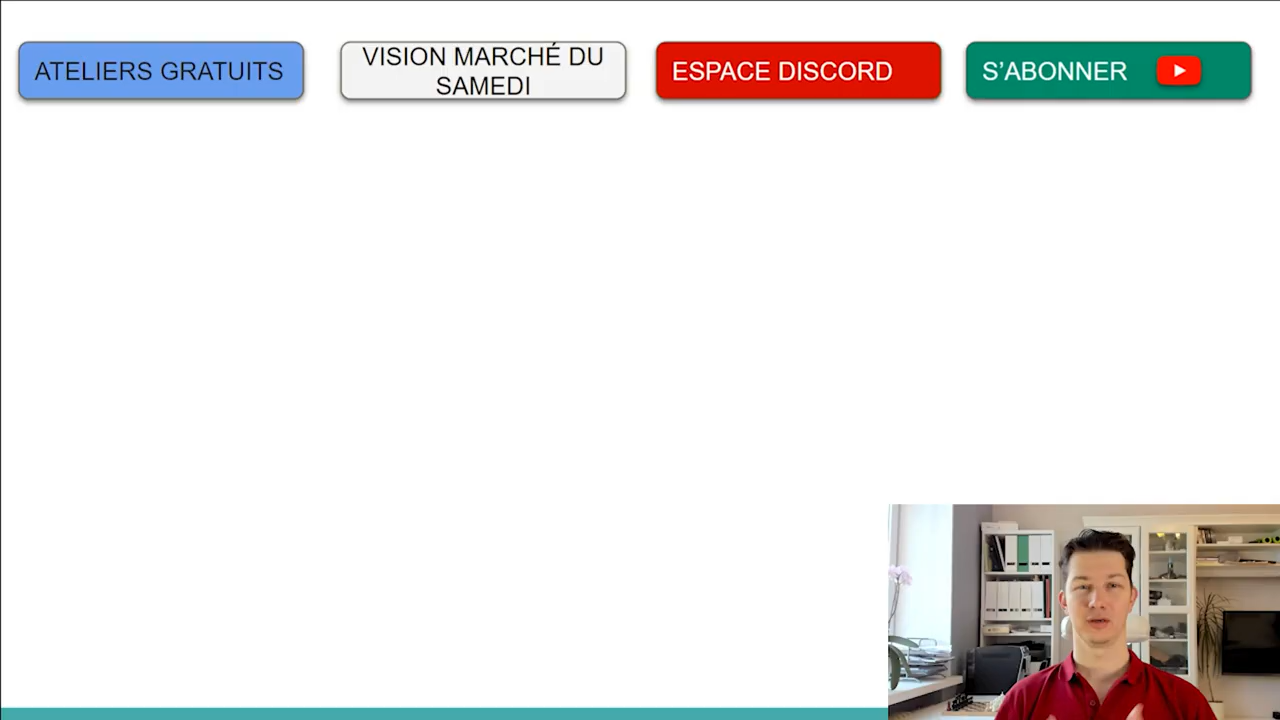 ATELIERS GRATUITS
VISION MARCHÉ DU
SAMEDI
ESPACE DISCORD
S’ABONNER